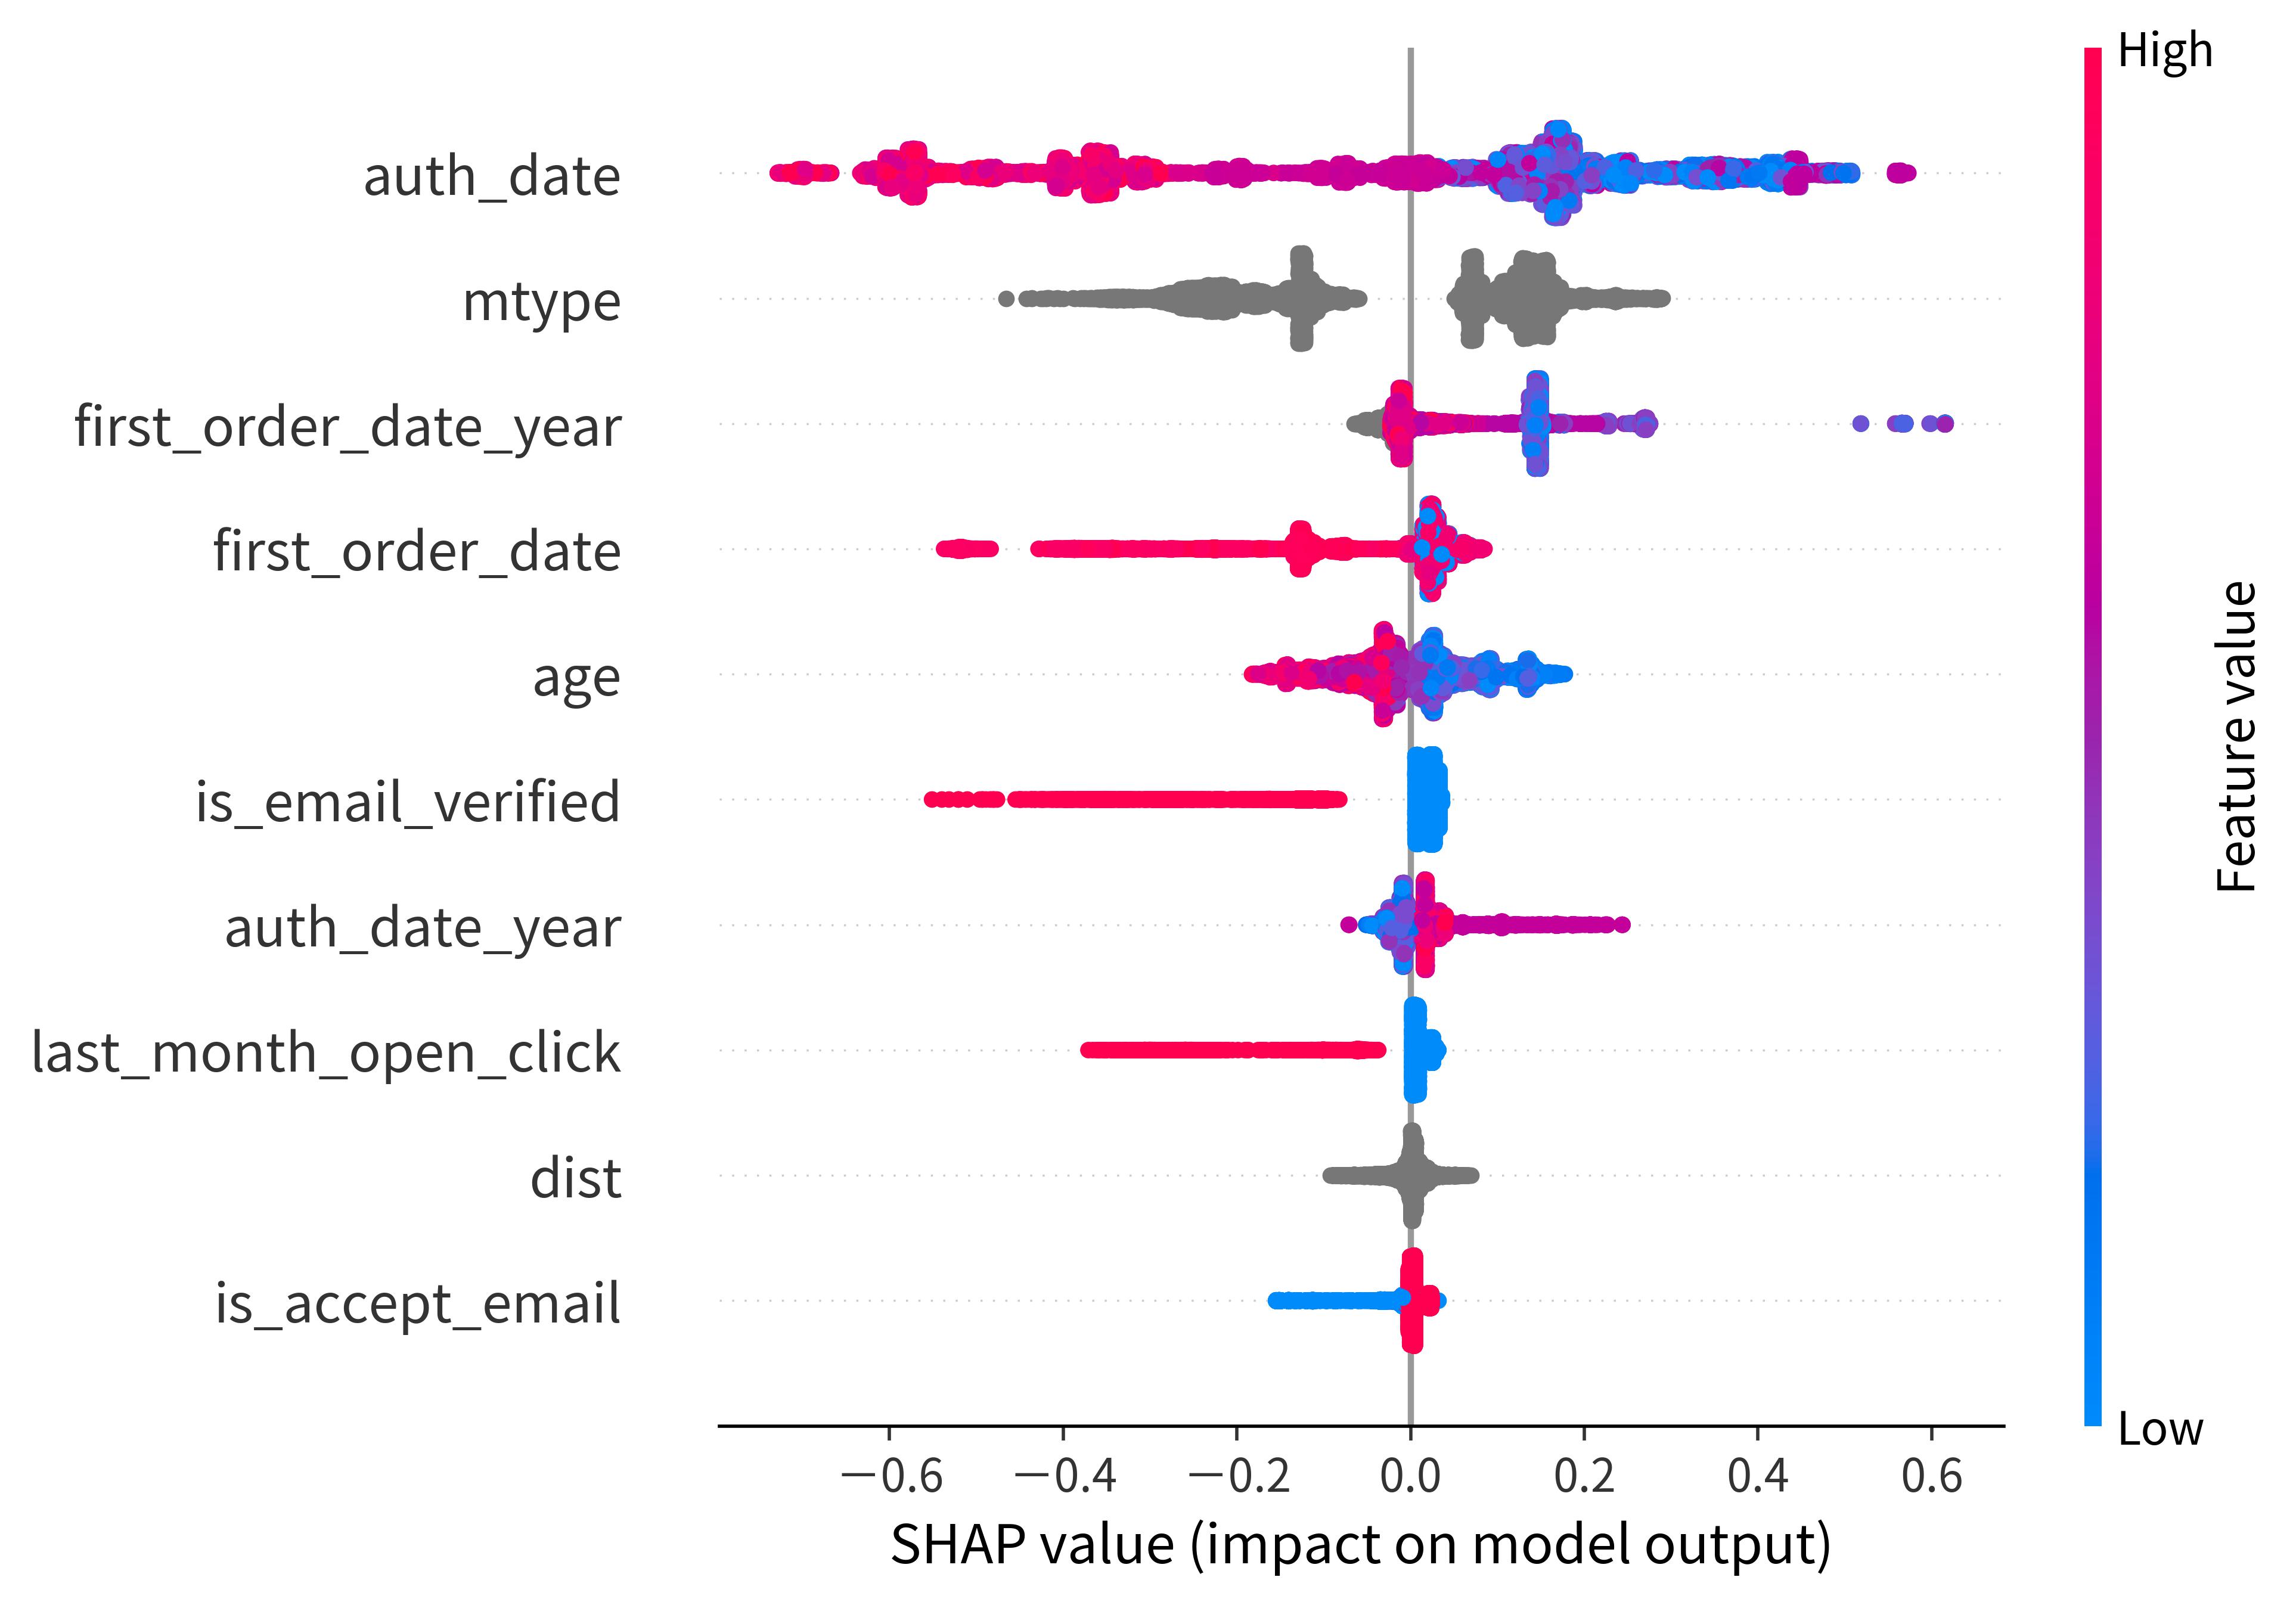 High
auth_date
mtype
first_order_date_year
first_order_date
age
is_email_verified
auth_date_year
last_month_open_click
dist
is_accept_email
Feature value
Low
−0.6 −0.4 −0.2 0.0 0.2 0.4 0.6
SHAP value (impact on model output)